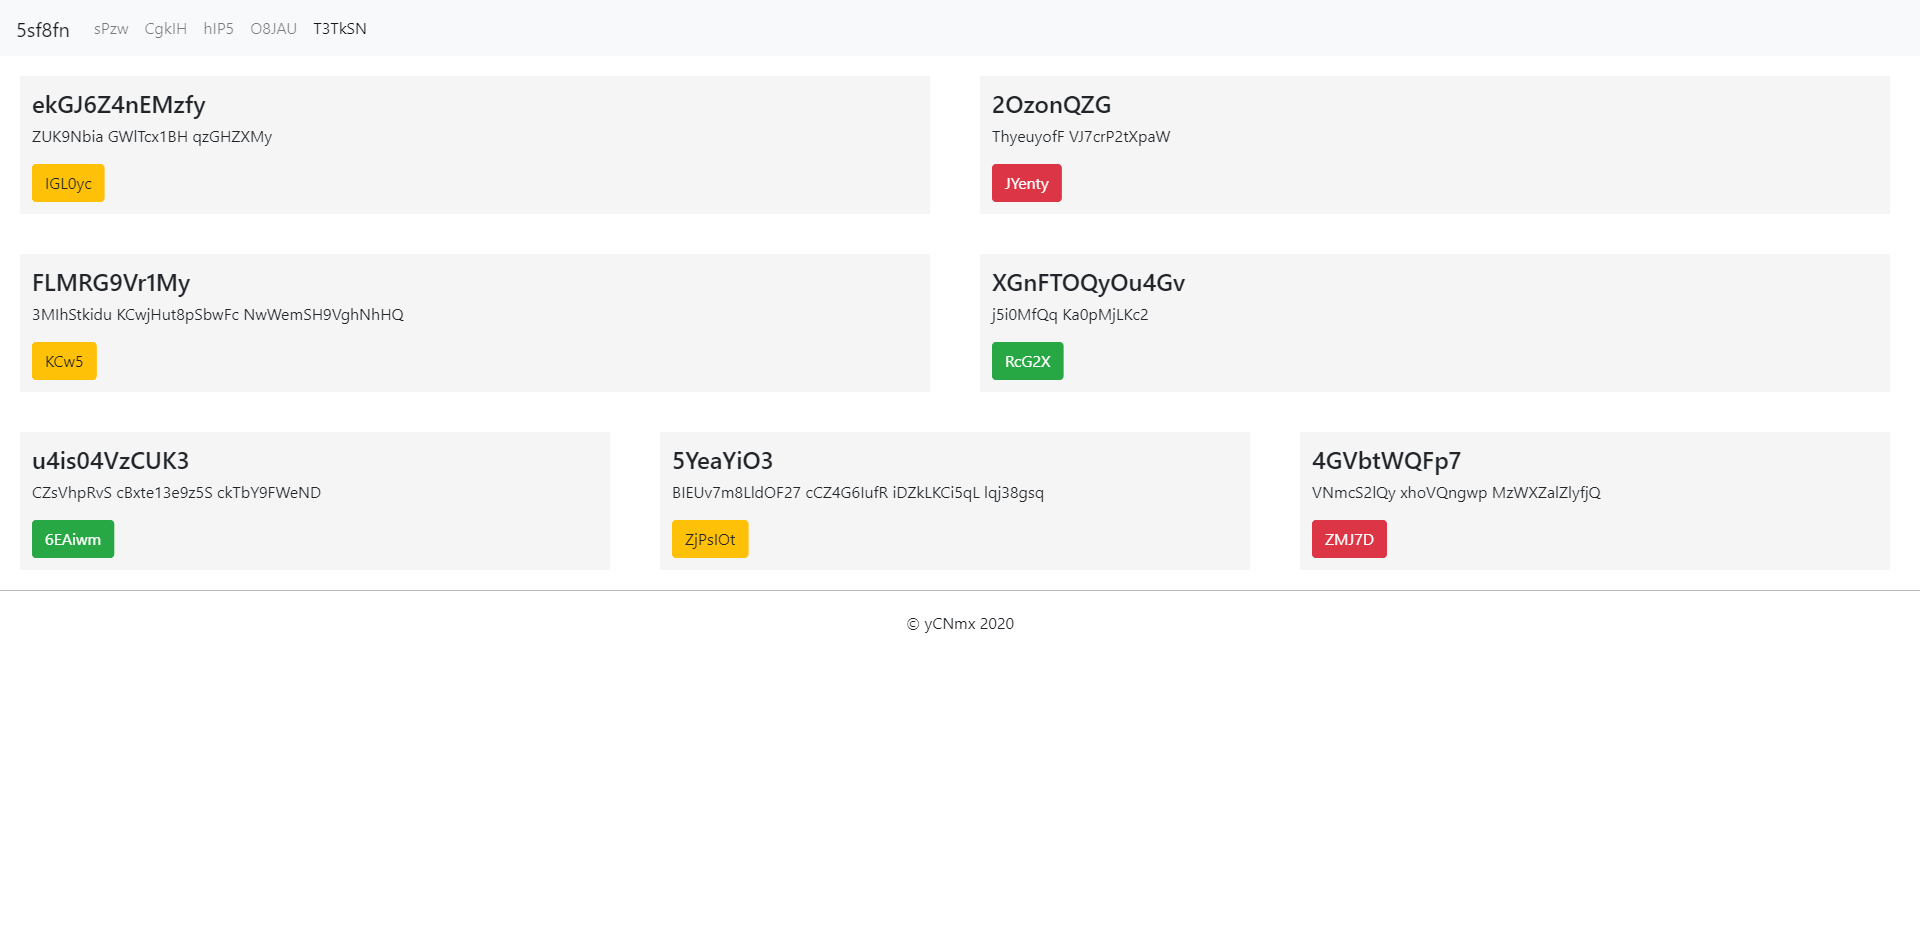 5sf8fn sPzw CgkIH hIP5 O8JAU T3TkSN
ekGJ6Z4nEMzfy
ZUK9Nbia GWlTcx1BH qzGHZXMy
IGL0yc
2OzonQZG
ThyeuyofF VJ7crP2tXpaW
JYenty
FLMRG9Vr1My
3MIhStkidu KCwjHut8pSbwFc NwWemSH9VghNhHQ
KCw5
XGnFTOQyOu4Gv
j5i0MfQq Ka0pMjLKc2
RcG2X
u4is04VzCUK3
CZsVhpRvS cBxte13e9z5S ckTbY9FWeND
6EAiwm
5YeaYiO3
BIEUv7m8LldOF27 cCZ4G6IufR iDZkLKCi5qL lqj38gsq
ZjPsIOt
4GVbtWQFp7
VNmcS2lQy xhoVQngwp MzWXZalZlyfjQ
ZMJ7D
© yCNmx 2020